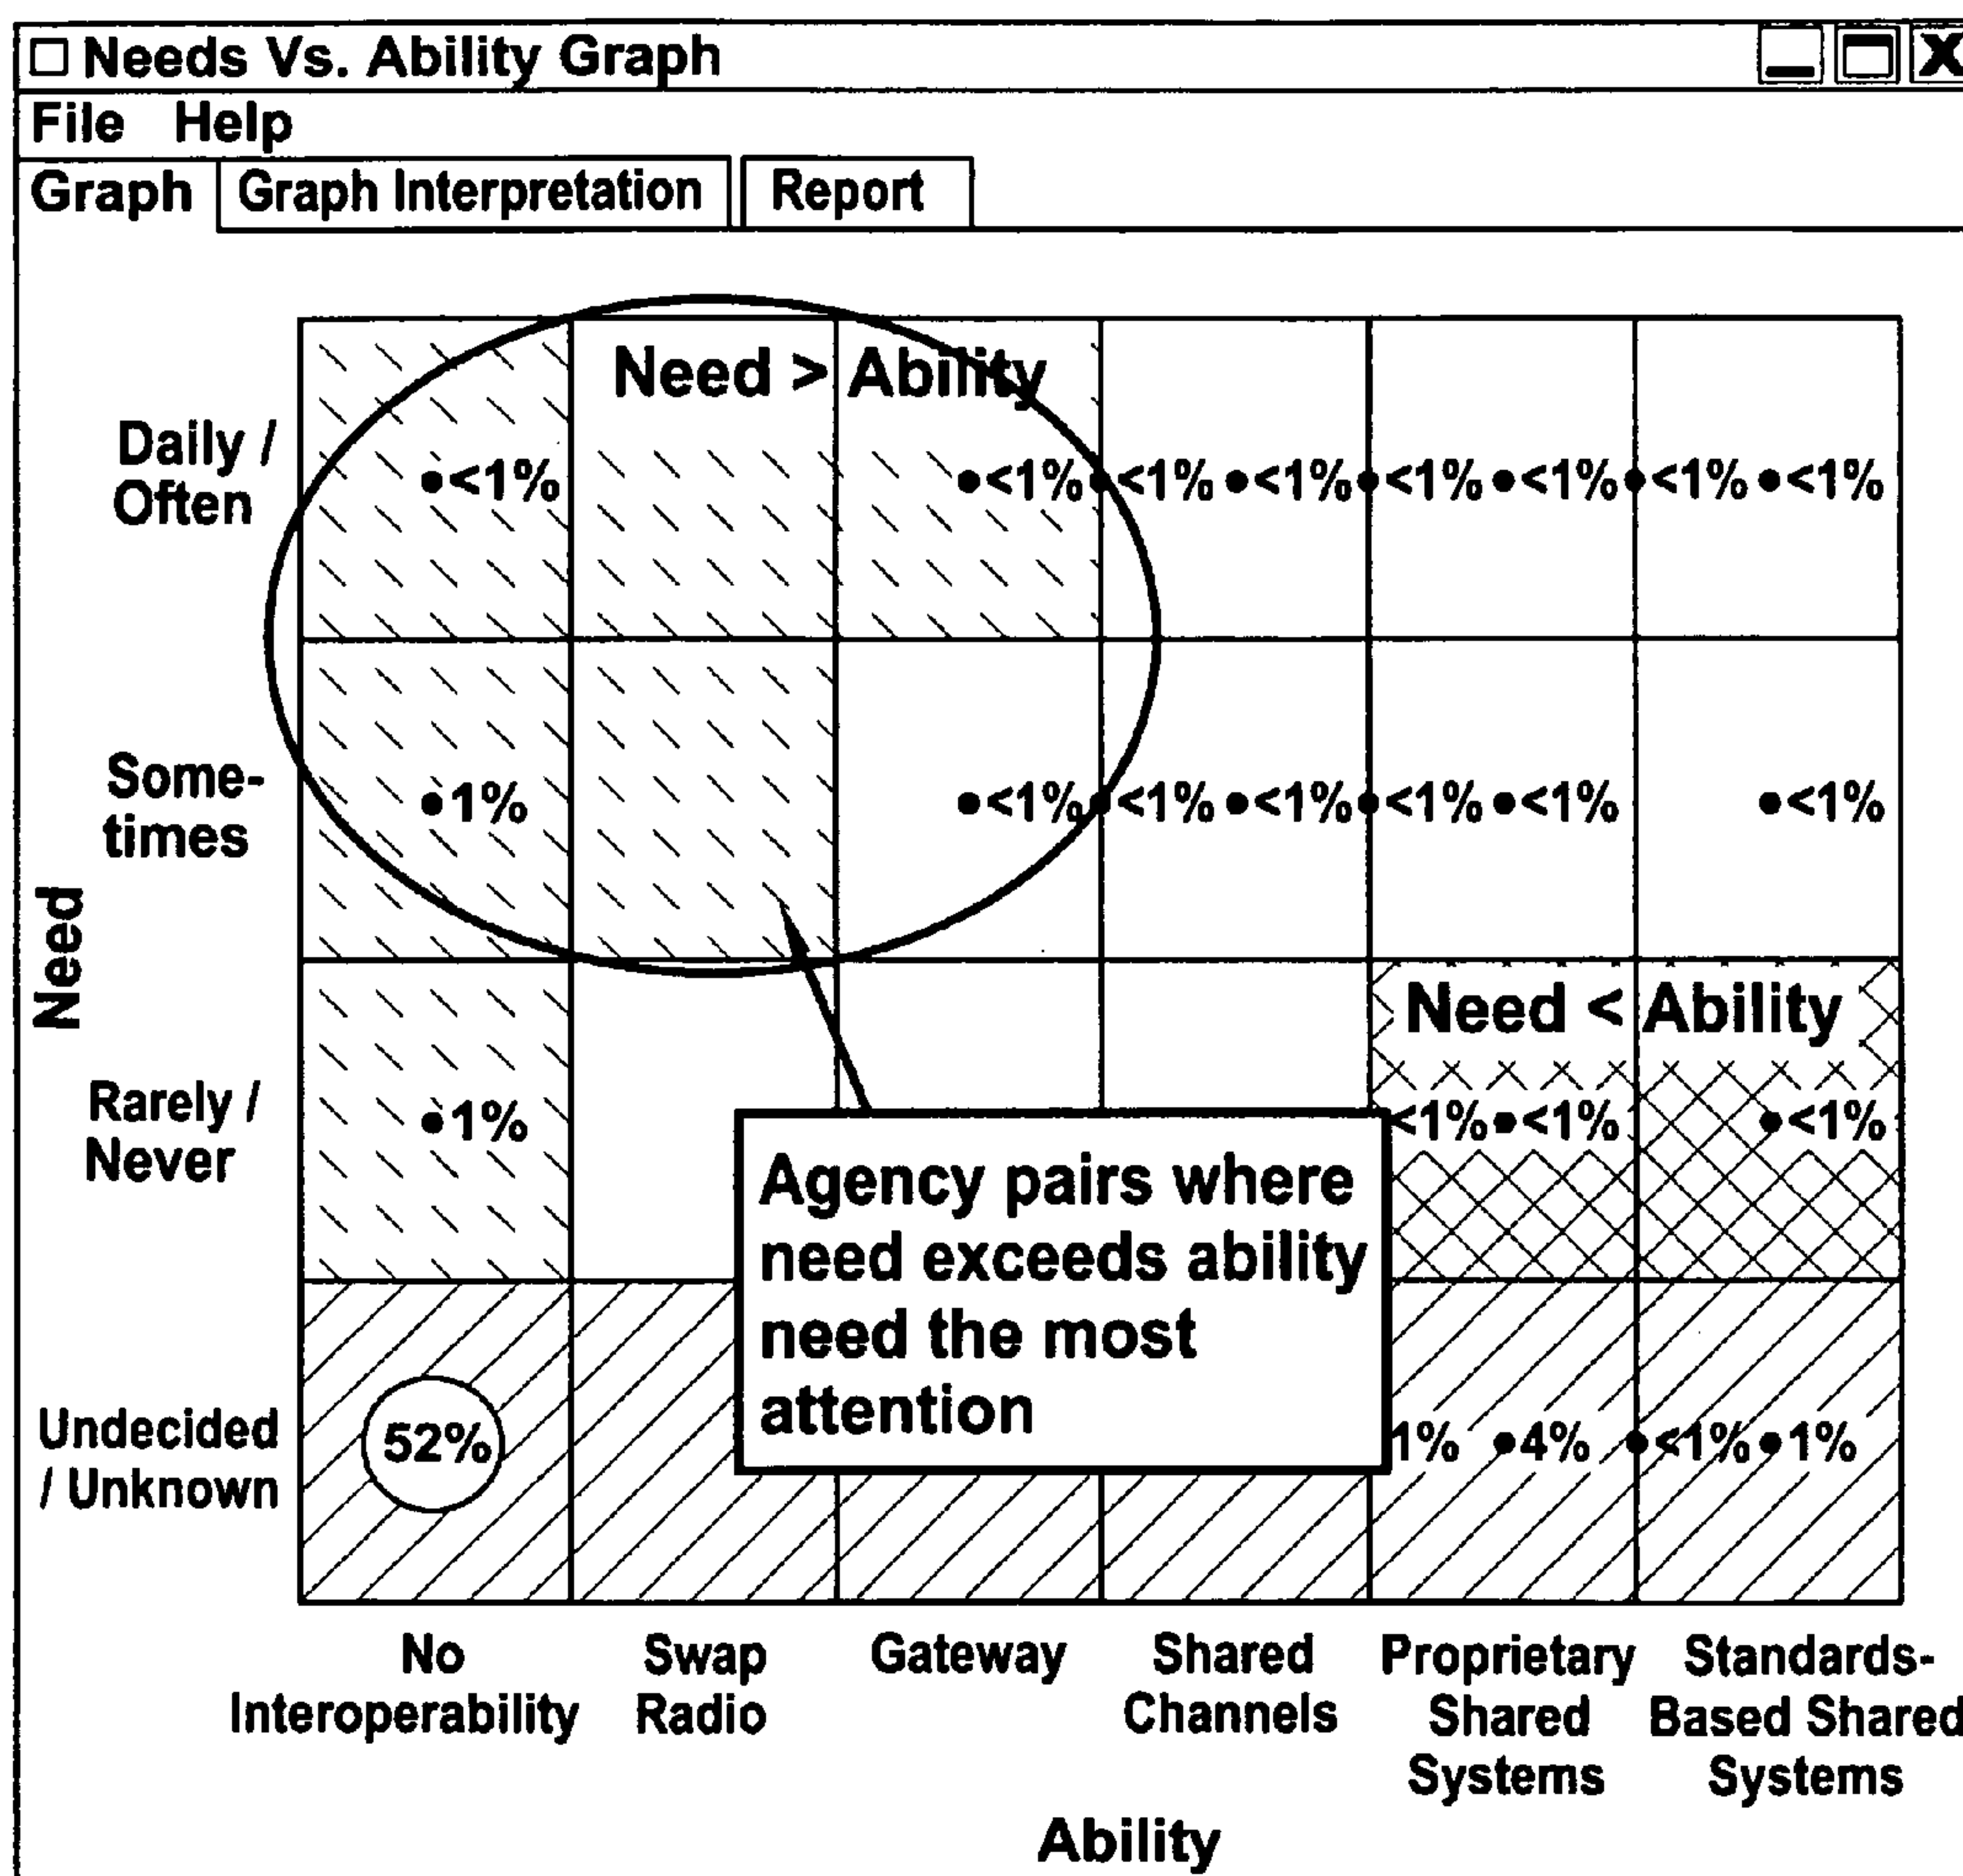 Needs Vs. Ability Graph
File Help
Graph Graph Interpretation Report
Need > Ability
Daily /
Often
<1% <1% <1% <1% <1% <1% <1% <1%
Some-
times
1% <1% <1% <1% <1% <1% <1%
Need
Need < Ability
Rarely /
Never
1% <1% <1% <1%
Agency pairs where
need exceeds ability
need the most
attention
Undecided
/ Unknown
52% 1% 4% <1% 1%
No
Interoperability
Swap
Radio
Gateway
Shared
Channels
Proprietary
Shared
Systems
Standards-
Based Shared
Systems
Ability